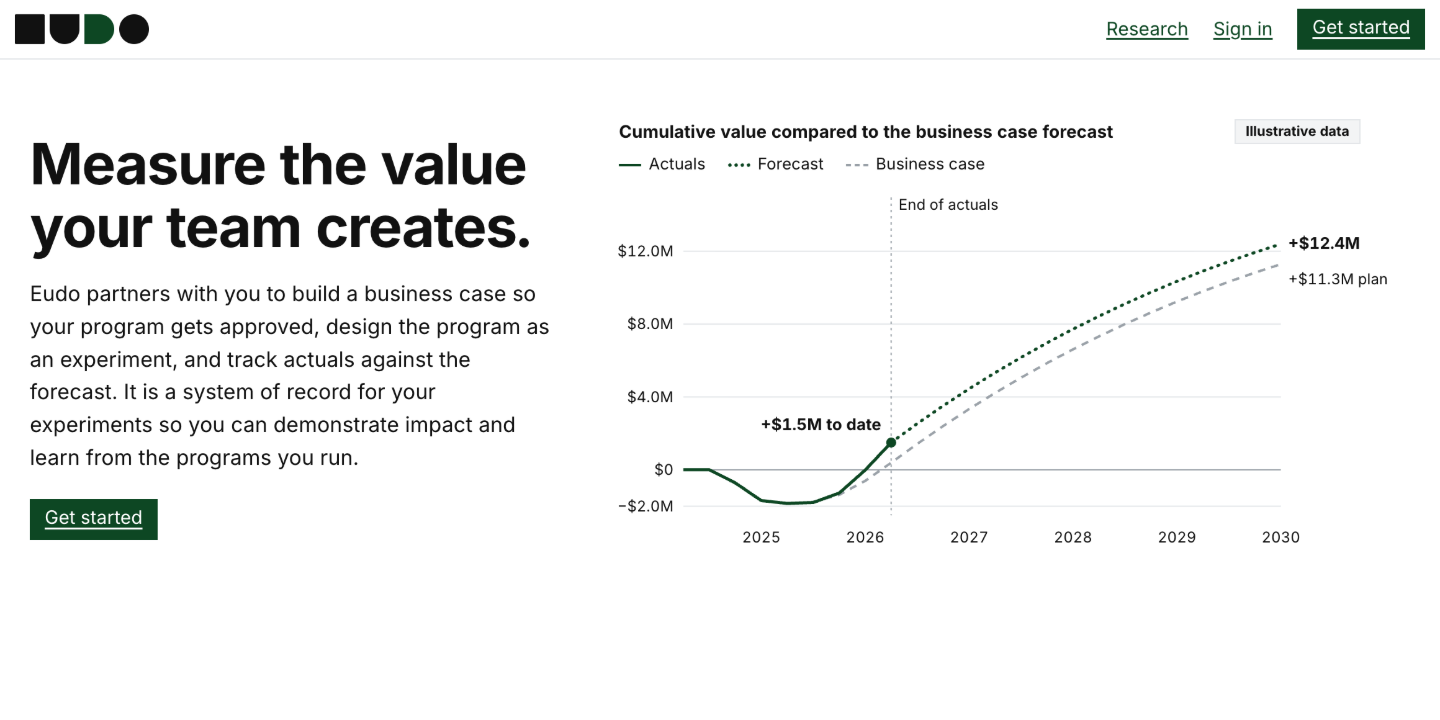 EUDO
Research
Sign in
Get started
Measure the value
your team creates.
Eudo partners with you to build a business case so
your program gets approved, design the program as
an experiment, and track actuals against the
forecast. It is a system of record for your
experiments so you can demonstrate impact and
learn from the programs you run.
Get started
Cumulative value compared to the business case forecast
Illustrative data
Actuals
Forecast
Business case
End of actuals
$12.0M
$8.0M
$4.0M
$0
−$2.0M
+$12.4M
+$11.3M plan
+$1.5M to date
2025
2026
2027
2028
2029
2030